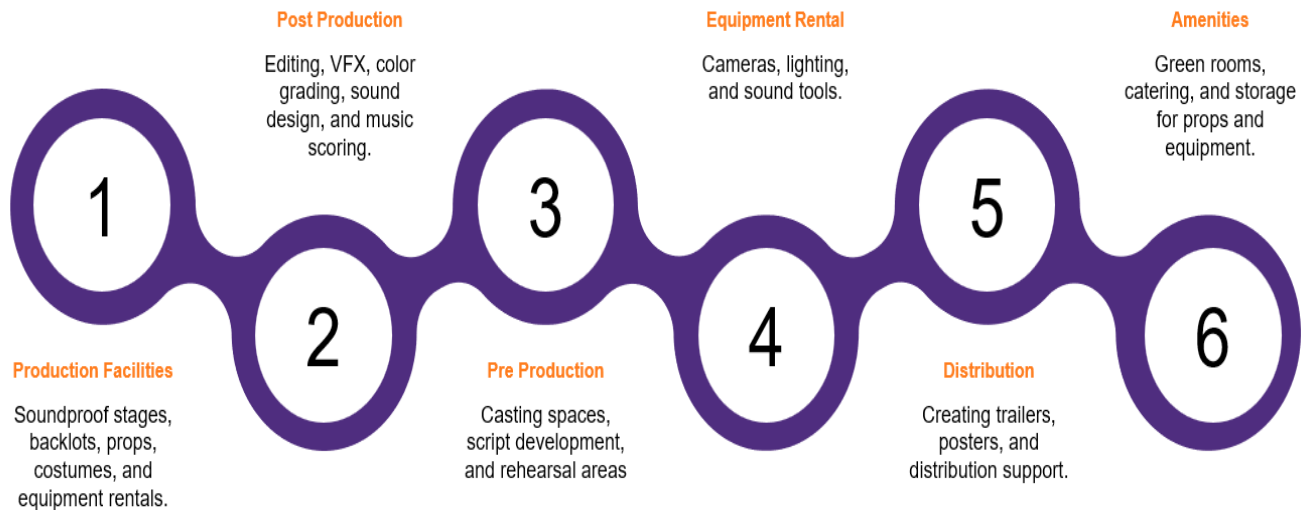 Post Production
Editing, VFX, color
grading, sound
design, and music
scoring.
Equipment Rental
Cameras, lighting,
and sound tools.
Amenities
Green rooms,
catering, and storage
for props and
equipment.
1
2
3
4
5
6
Production Facilities
Soundproof stages,
backlots, props,
costumes, and
equipment rentals.
Pre Production
Casting spaces,
script development,
and rehearsal areas
Distribution
Creating trailers,
posters, and
distribution support.